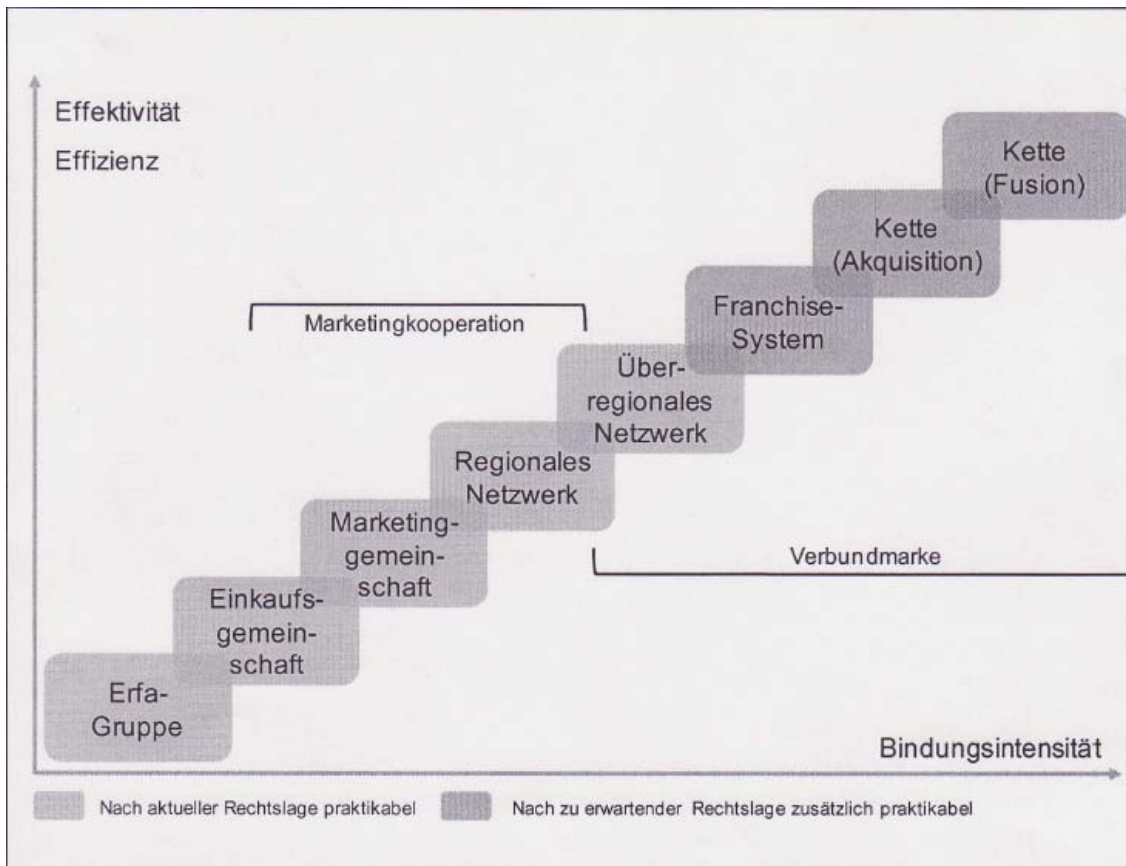 Effektivität
Effizienz
Kette
(Fusion)
Kette
(Akquisition)
Franchise-
System
Marketingkooperation
Über-
regionales
Netzwerk
Regionales
Netzwerk
Marketing-
gemein-
schaft
Verbundmarke
Einkaufs-
gemein-
schaft
Erfa-
Gruppe
Bindungsintensität
Nach aktueller Rechtslage praktikabel
Nach zu erwartender Rechtslage zusätzlich praktikabel